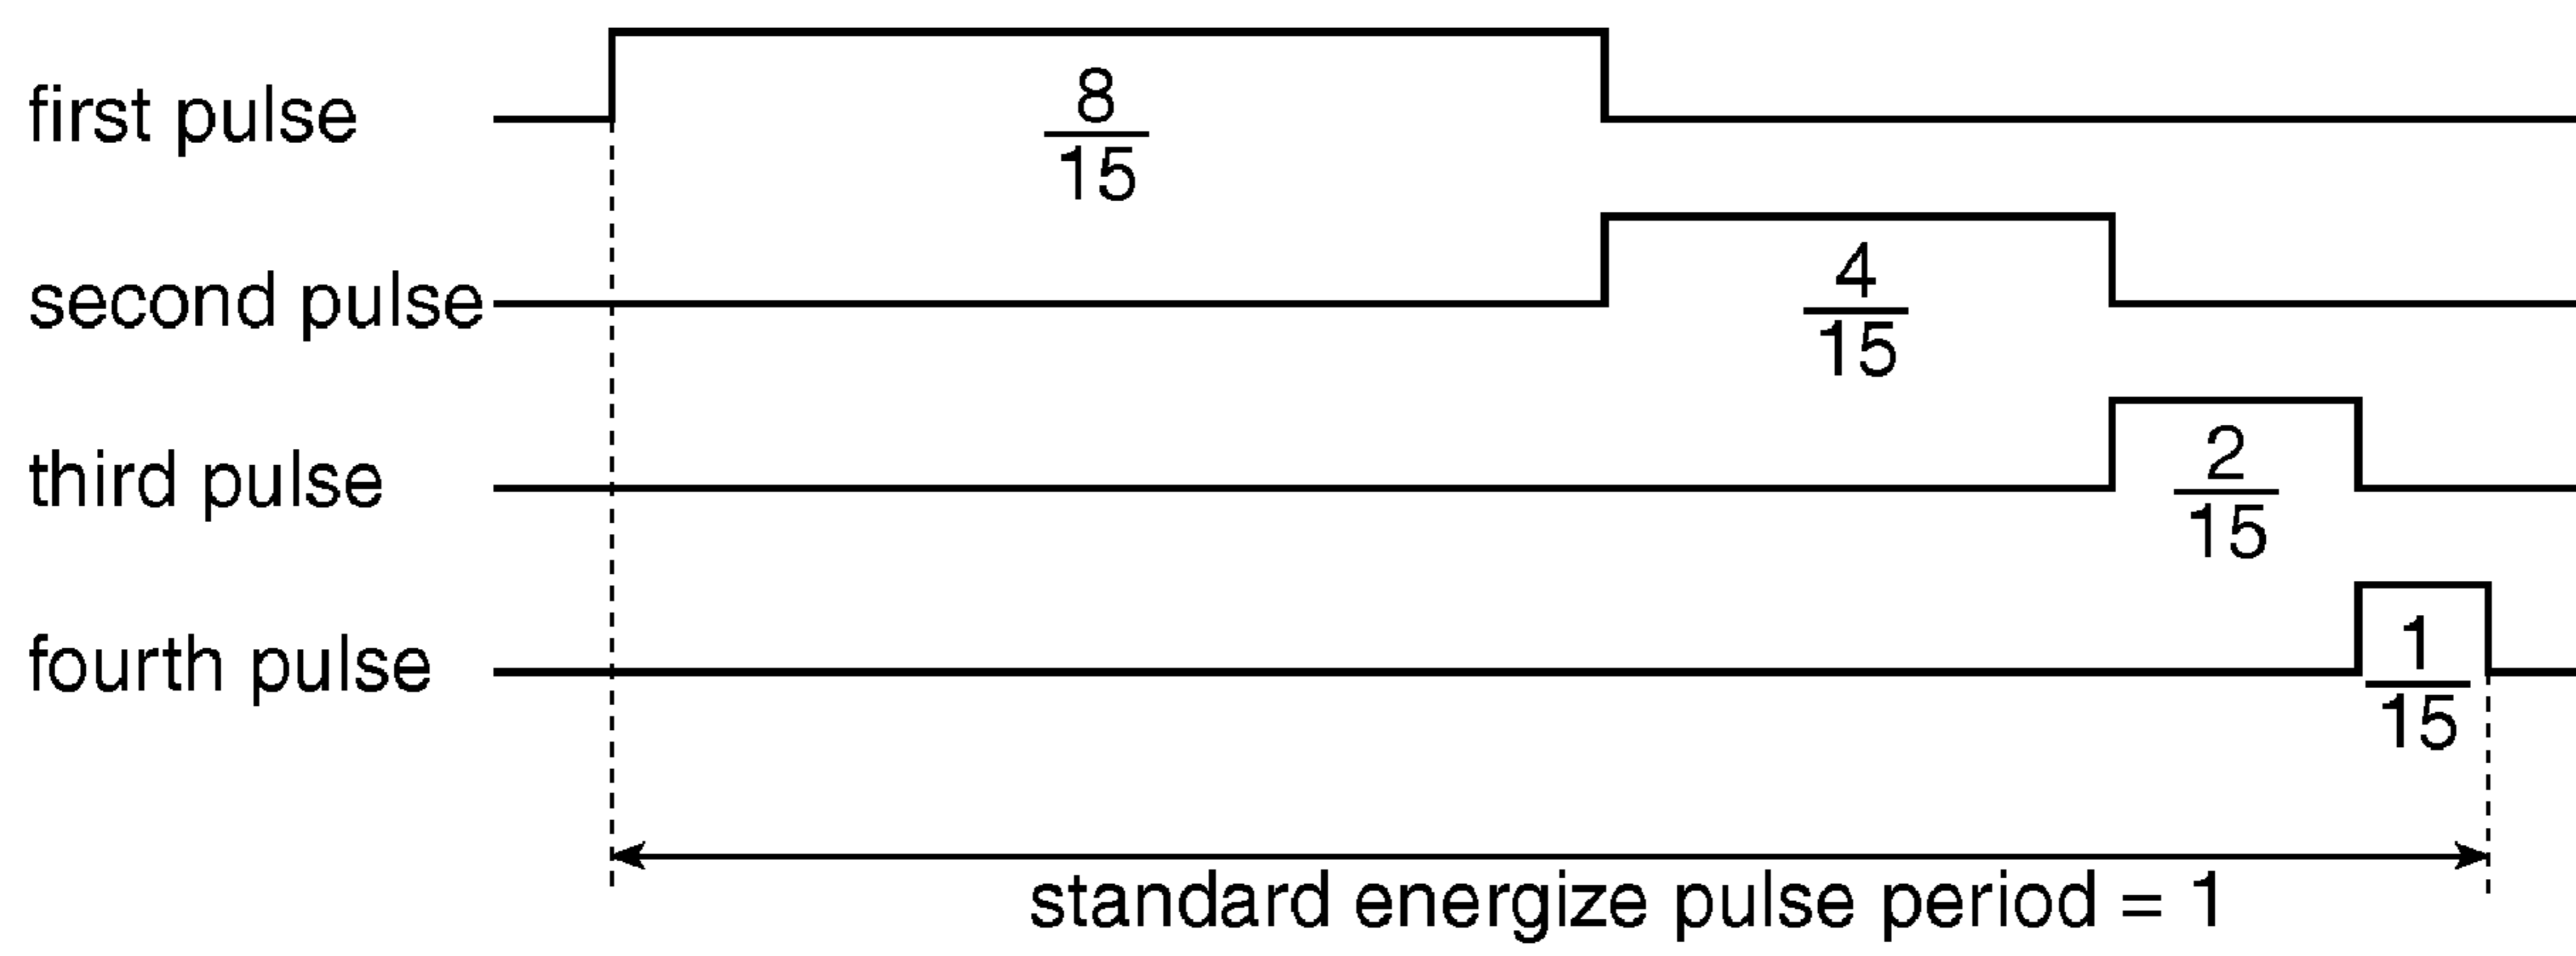 first pulse
8
15
second pulse
4
15
third pulse
2
15
fourth pulse
1
15
standard energize pulse period = 1